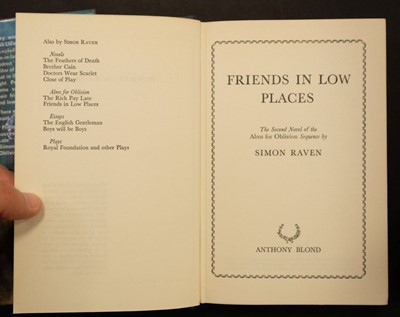 Also by SIMON RAVEN
Novels
The Feathers of Death
Brother Cain
Doctors Wear Scarlet
Close of Play
Alms for Oblivion
The Rich Pay Late
Friends in Low Places
Essays
The English Gentleman
Boys will be Boys
Plays
Royal Foundation and other Plays
FRIENDS IN LOW
PLACES
The Second Novel of the
Alms for Oblivion Sequence by
SIMON RAVEN
ANTHONY BLOND